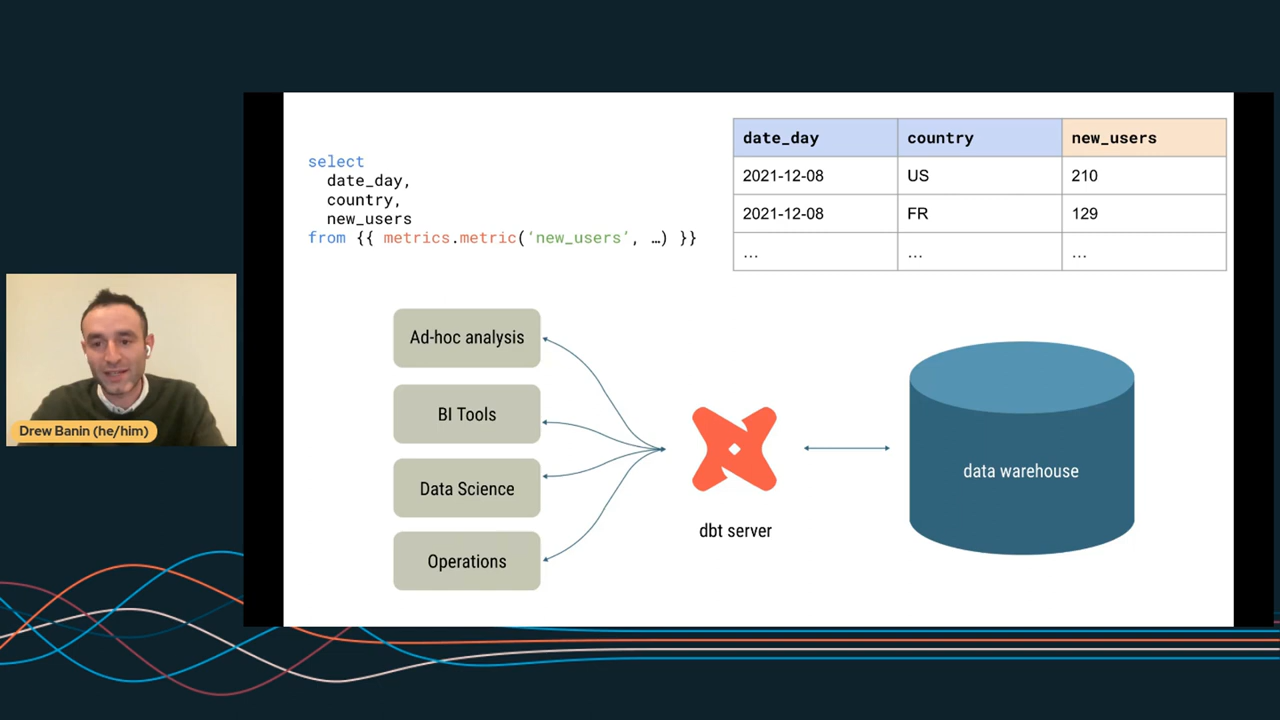 select
date_day,
country,
new_users
from {{ metrics.metric(‘new_users’, …) }}
date_day country new_users
2021-12-08 US 210
2021-12-08 FR 129
… … …
Ad-hoc analysis
BI Tools
Data Science
Operations
dbt server
data warehouse
Drew Banin (he/him)